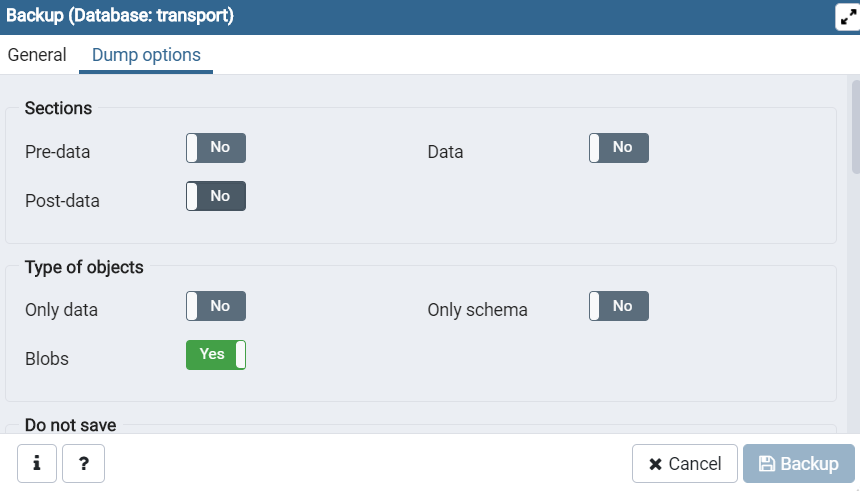 Backup (Database: transport)
General Dump options
Sections
Pre-data No Data No
Post-data No
Type of objects
Only data No Only schema No
Blobs Yes
Do not save
i ? Cancel Backup